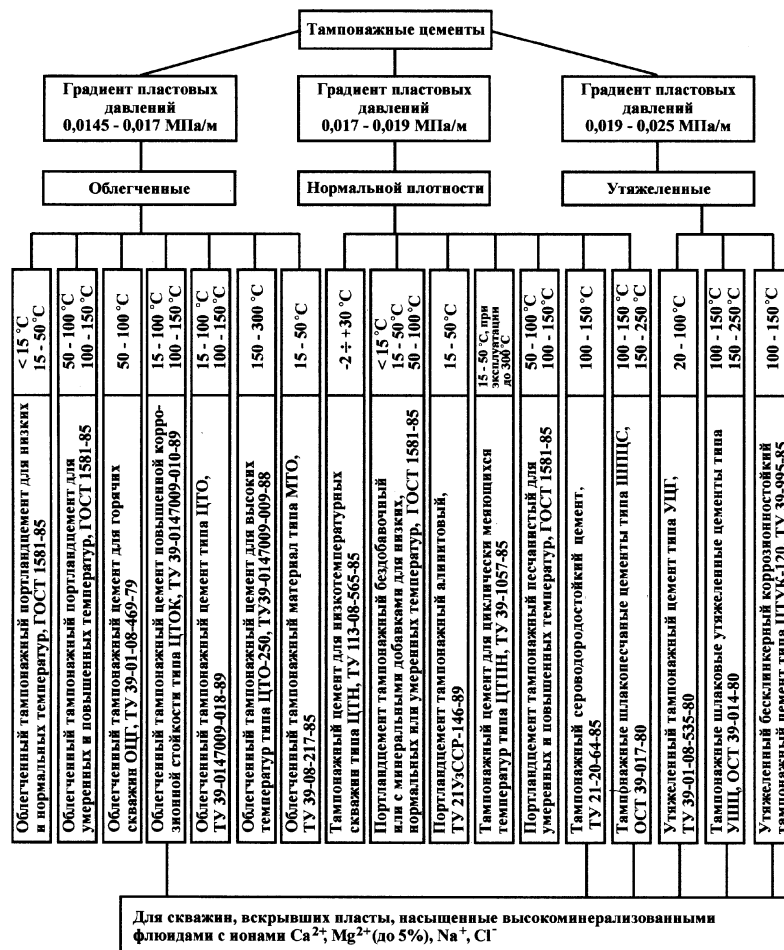 Тампонажные цементы
Градиент пластовых
давлений
0,0145 - 0,017 МПа/м
Градиент пластовых
давлений
0,017 - 0,019 МПа/м
Градиент пластовых
давлений
0,019 - 0,025 МПа/м
Облегченные
Нормальной плотности
Утяжеленные
< 15 °C
15 - 50 °C
50 - 100 °C
100 - 150 °C
50 - 100 °C
15 - 100 °C
100 - 150 °C
15 - 100 °C
100 - 150 °C
150 - 300 °C
15 - 50 °C
-2 ÷ +30 °C
< 15 °C
15 - 50 °C
50 - 100 °C
15 - 50 °C
15 - 50 °C, при
эксплуатации
до 300 °C
50 - 100 °C
100 - 150 °C
100 - 150 °C
100 - 150 °C
150 - 250 °C
20 - 100 °C
100 - 150 °C
150 - 250 °C
100 - 150 °C
Облегченный тампонажный портландцемент для низких
и нормальных температур, ГОСТ 1581-85
Облегченный тампонажный портландцемент для
умеренных и повышенных температур, ГОСТ 1581-85
Облегченный тампонажный цемент для горячих
скважин ОЦГ, ТУ 39-01-08-469-79
Облегченный тампонажный цемент повышенной корро-
зионной стойкости типа ЦТОК, ТУ 39-0147009-010-89
Облегченный тампонажный цемент типа ЦТО,
ТУ 39-0147009-018-89
Облегченный тампонажный цемент для высоких
температур типа ЦТО-250, ТУ39-0147009-009-88
Облегченный тампонажный материал типа МТО,
ТУ 39-08-217-85
Тампонажный цемент для низкотемпературных
скважин типа ЦТН, ТУ 113-08-565-85
Портландцемент тампонажный бездобавочный
или с минеральными добавками для низких,
нормальных или умеренных температур, ГОСТ 1581-85
Портландцемент тампонажный алинитовый,
ТУ 21УзССР-146-89
Тампонажный цемент для циклически меяющихся
температур типа ЦТПН, ТУ 39-1057-85
Портландцемент тампонажный песчанистый для
умеренных и повышенных температур, ГОСТ 1581-85
Тампонажный сероводородостойкий цемент,
ТУ 21-20-64-85
Тампонажные шлакопесчаные цементы типа ШПЦС,
ОСТ 39-017-80
Утяжеленный тампонажный цемент типа УЦГ,
ТУ 39-01-08-535-80
Тампонажные шлаковые утяжеленные цементы типа
УШЦ, ОСТ 39-014-80
Утяжеленный бесклинкерный коррозионностойкий
тампонажный цемент типа ЦТУК-120, ТУ 39-995-85
Для скважин, вскрывших пласты, насыщенные высокоминерализованными
флюидами с ионами Ca²⁺, Mg²⁺(до 5%), Na⁺, Cl⁻